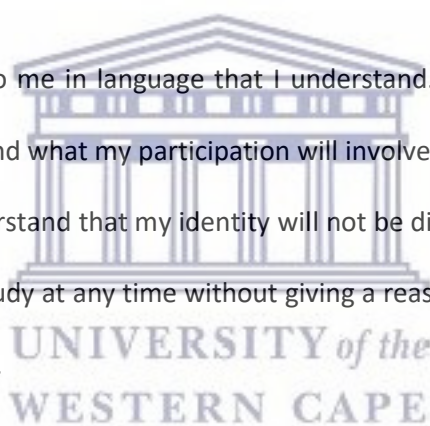 o me in language that I understand.
nd what my participation will involve
rstand that my identity will not be di
udy at any time without giving a reas
UNIVERSITY of the
WESTERN CAPE